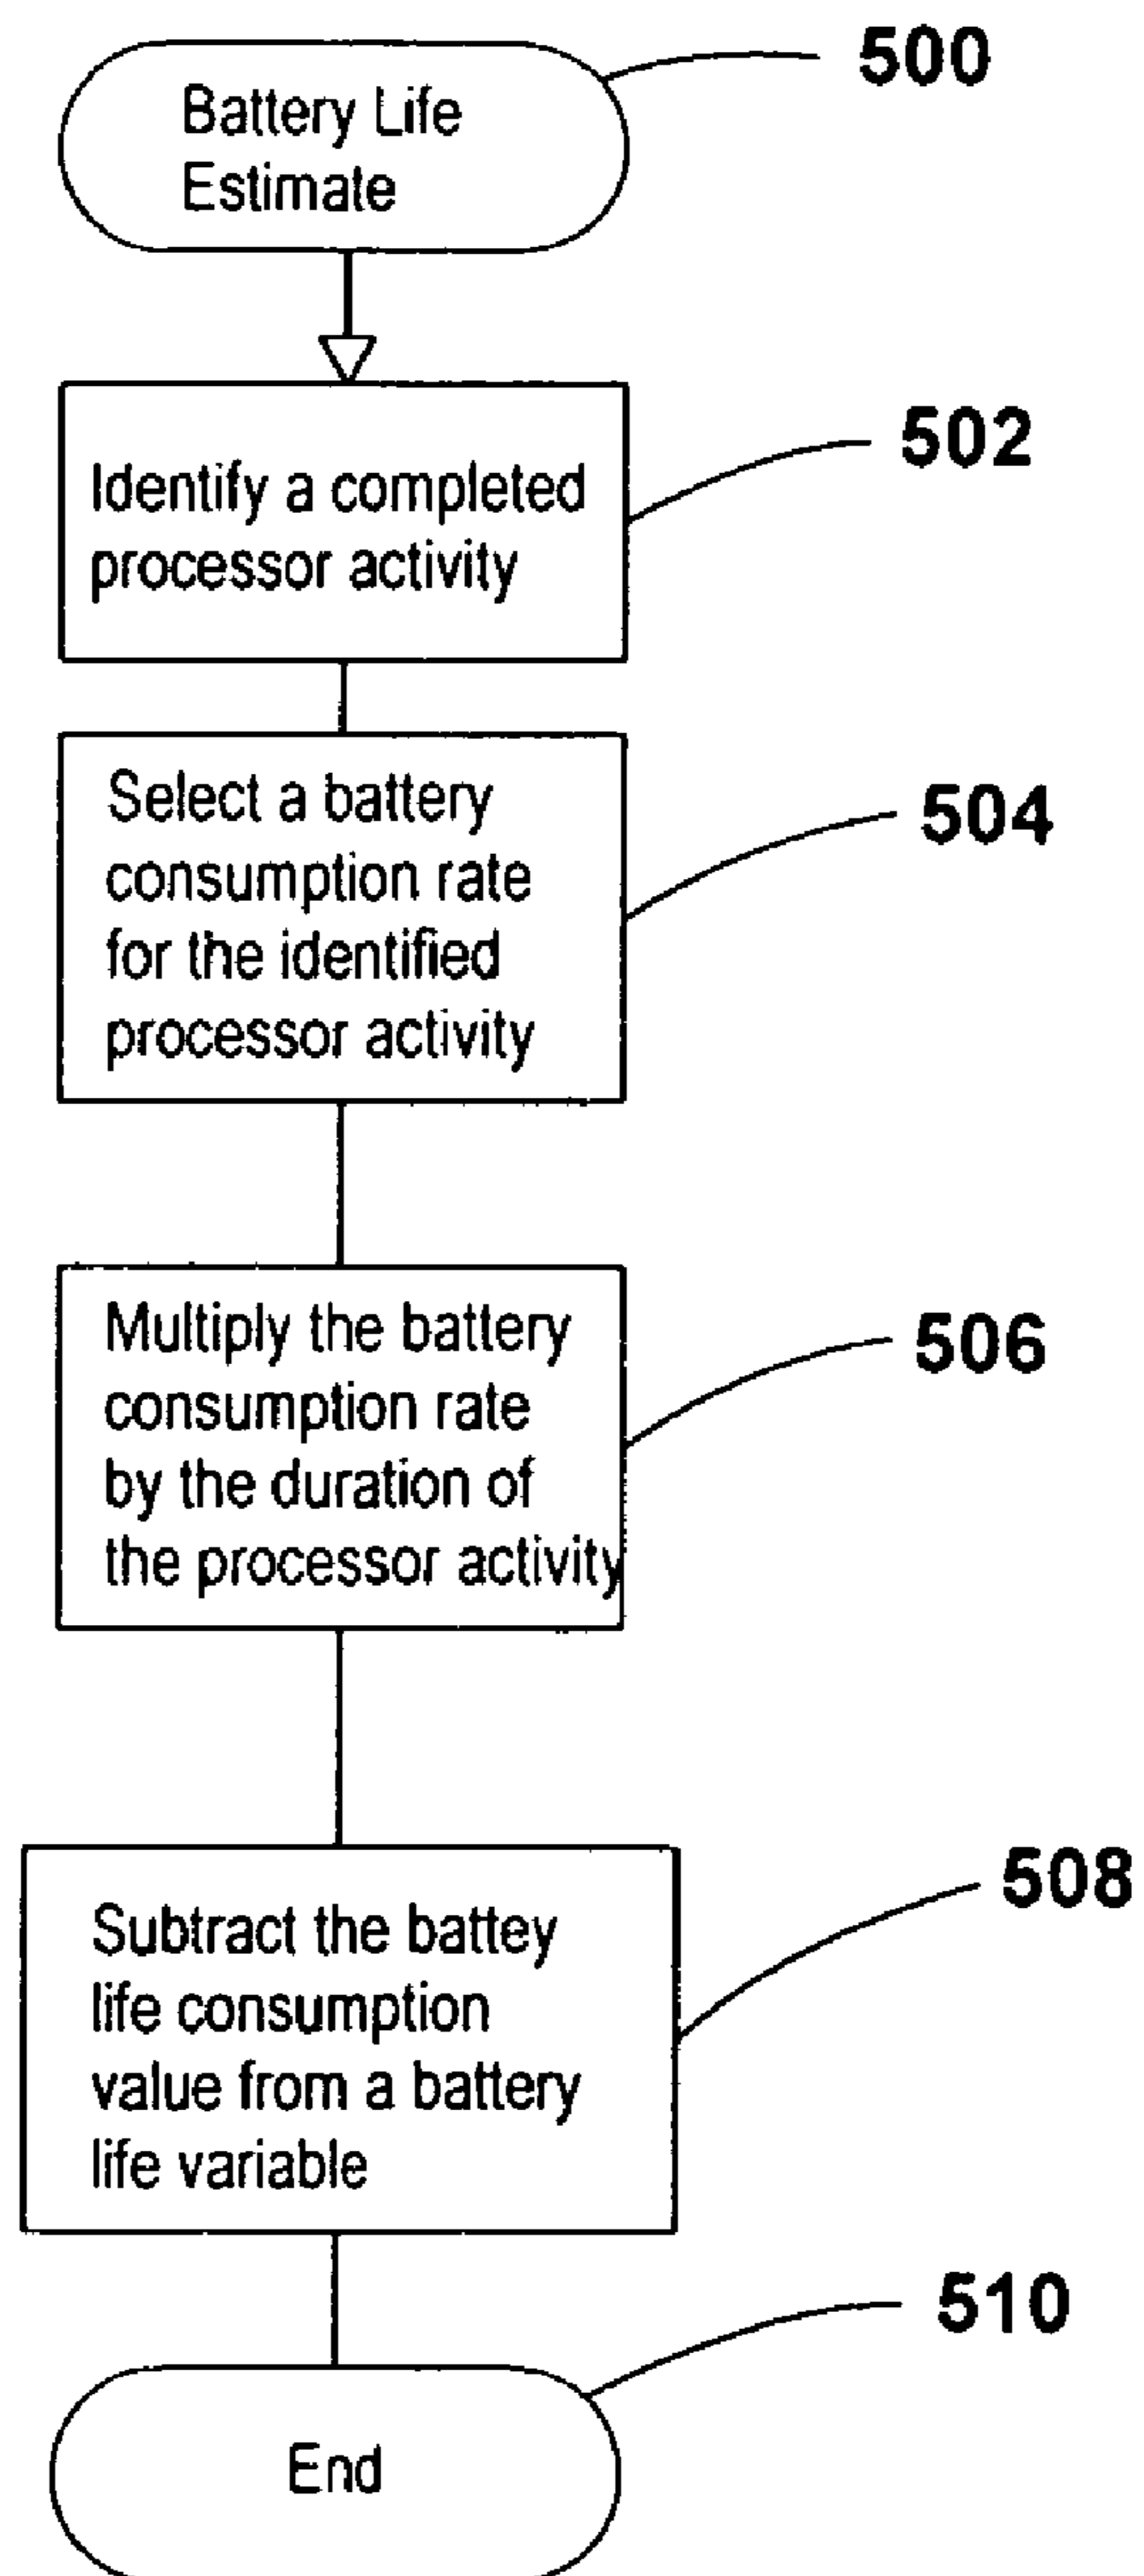 500
Battery Life
Estimate
502
Identify a completed
processor activity
504
Select a battery
consumption rate
for the identified
processor activity
506
Multiply the battery
consumption rate
by the duration of
the processor activity
508
Subtract the battey
life consumption
value from a battery
life variable
510
End